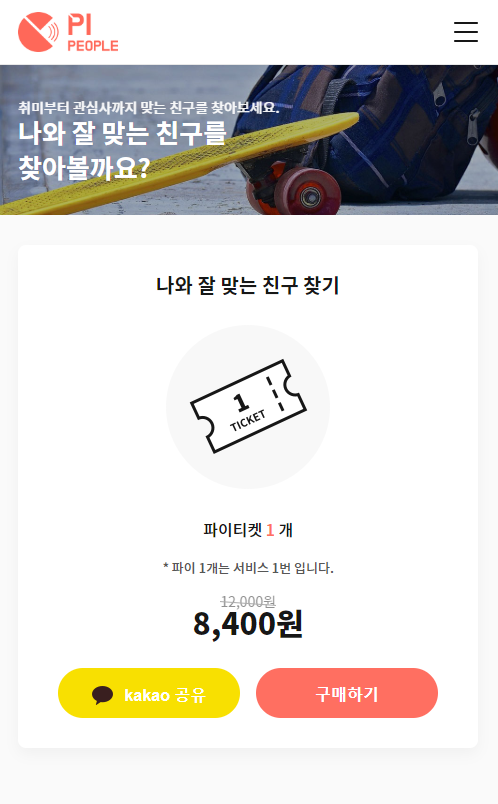 PI
PEOPLE
취미부터 관심사까지 맞는 친구를 찾아보세요.
나와 잘 맞는 친구를
찾아볼까요?
나와 잘 맞는 친구 찾기
1
TICKET
파이티켓 1 개
* 파이 1개는 서비스 1번 입니다.
12,000원
8,400원
kakao 공유
구매하기